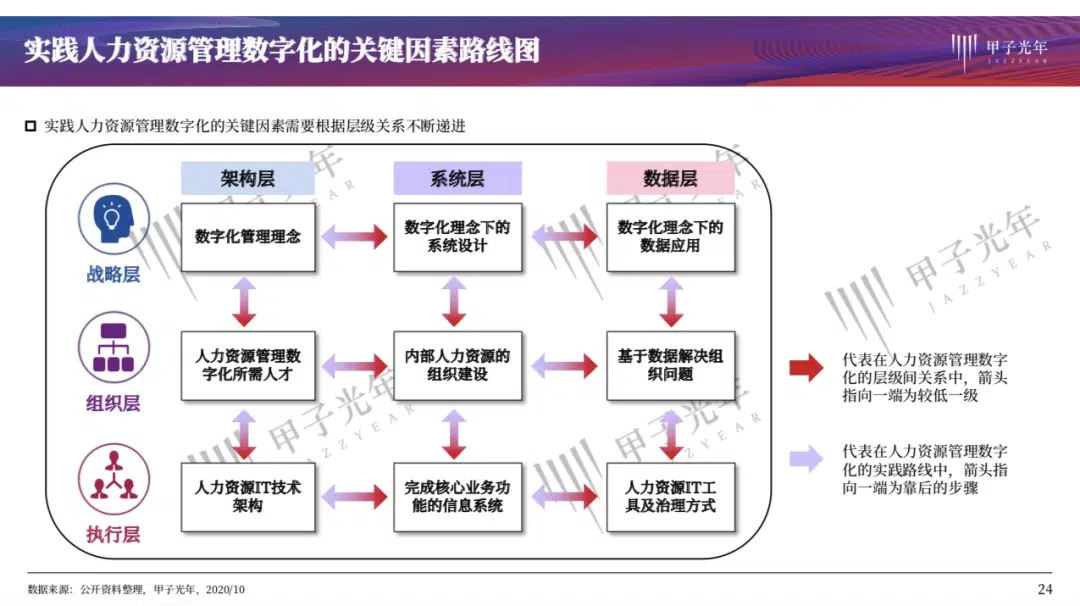 实践人力资源管理数字化的关键因素路线图
甲子光年
JAZZYEAR
实践人力资源管理数字化的关键因素需要根据层级关系不断递进
架构层
系统层
数据层
战略层
数字化管理理念
数字化理念下的
系统设计
数字化理念下的
数据应用
组织层
人力资源管理数
字化所需人才
内部人力资源的
组织建设
基于数据解决组
织问题
执行层
人力资源IT技术
架构
完成核心业务功
能的信息系统
人力资源IT工
具及治理方式
代表在人力资源管理数字
化的层级间关系中，箭头
指向一端为较低一级
代表在人力资源管理数字
化的实践路线中，箭头指
向一端为靠后的步骤
甲子光年
JAZZYEAR
甲子光年
JAZZYEAR
甲子光年
JAZZYEAR
数据来源：公开资料整理，甲子光年，2020/10
24